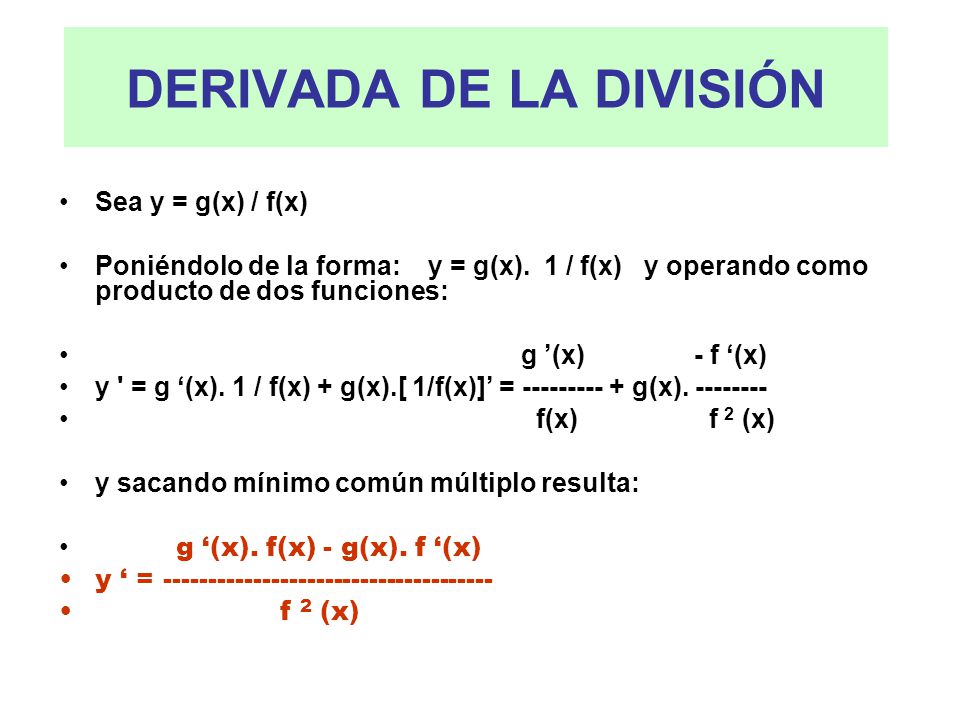 DERIVADA DE LA DIVISIÓN
• Sea y = g(x) / f(x)
• Poniéndolo de la forma: y = g(x). 1 / f(x) y operando como
producto de dos funciones:
• g ’(x) - f ‘(x)
• y ' = g ‘(x). 1 / f(x) + g(x).[ 1/f(x)]’ = --------- + g(x). --------
• f(x) f ² (x)
• y sacando mínimo común múltiplo resulta:
• g ‘(x). f(x) - g(x). f ‘(x)
• y ‘ = -------------------------------------
• f ² (x)